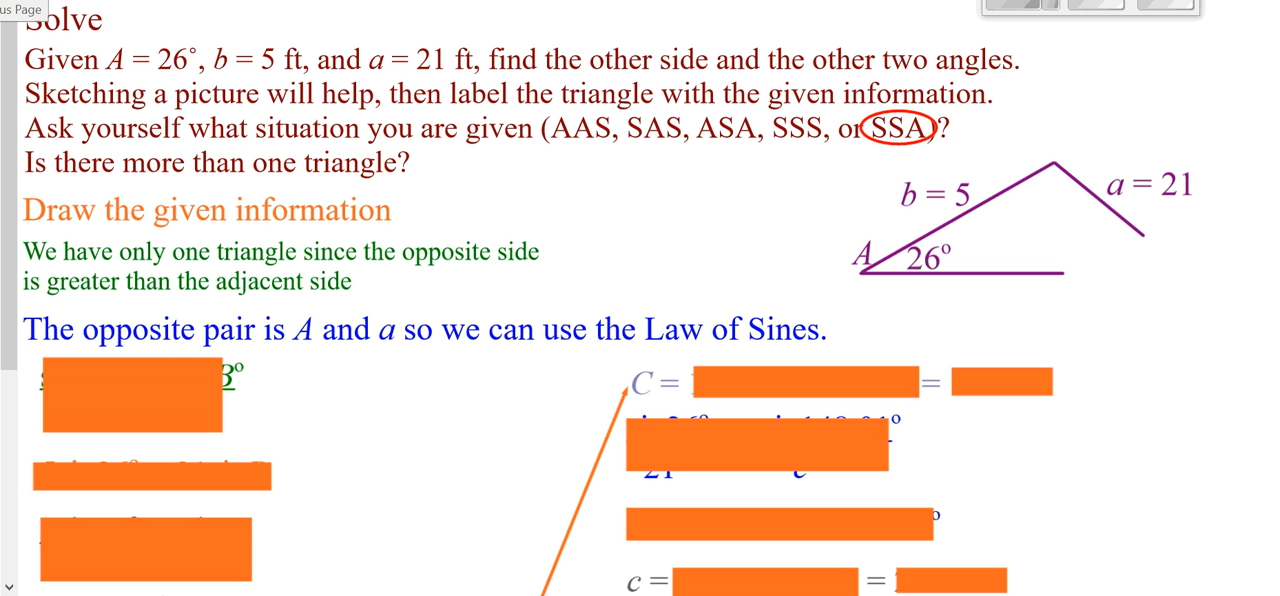 us Page
Solve
Given A = 26°, b = 5 ft, and a = 21 ft, find the other side and the other two angles.
Sketching a picture will help, then label the triangle with the given information.
Ask yourself what situation you are given (AAS, SAS, ASA, SSS, or SSA)?
Is there more than one triangle?
b = 5
a = 21
A
26°
Draw the given information
We have only one triangle since the opposite side
is greater than the adjacent side
The opposite pair is A and a so we can use the Law of Sines.
B°
C =
=
21
c
c =
=